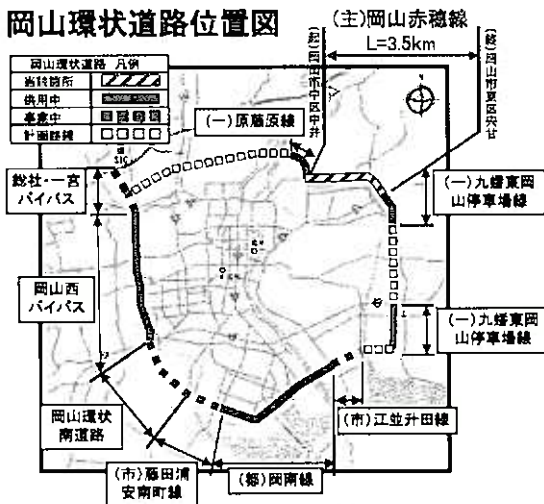 岡山環状道路位置図
(主)岡山赤穂線
L=3.5km
(起)岡山市中区中井
(終)岡山市東区宍甘
岡山環状道路 凡例
当該箇所
供用中
事業中
計画路線
SIC
(一)原藤原線
総社・一宮
バイパス
(一)九蟠東岡
山停車場線
岡山西
バイパス
(一)九蟠東岡
山停車場線
岡山環状
南道路
(市)江並升田線
(市)藤田浦
安南町線
(都)岡南線